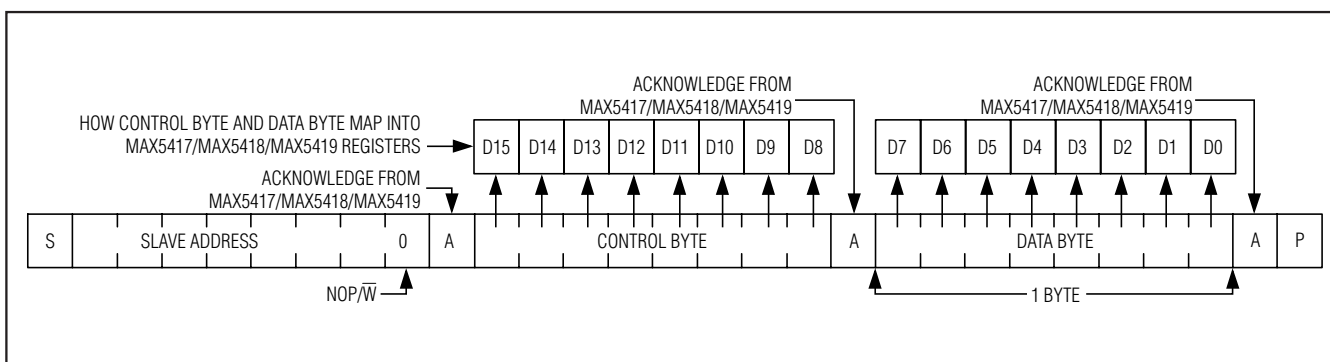 ACKNOWLEDGE FROM
MAX5417/MAX5418/MAX5419
ACKNOWLEDGE FROM
MAX5417/MAX5418/MAX5419
HOW CONTROL BYTE AND DATA BYTE MAP INTO
MAX5417/MAX5418/MAX5419 REGISTERS
D15 D14 D13 D12 D11 D10 D9 D8
D7 D6 D5 D4 D3 D2 D1 D0
ACKNOWLEDGE FROM
MAX5417/MAX5418/MAX5419
S SLAVE ADDRESS 0 A CONTROL BYTE A DATA BYTE A P
NOP/W̅
1 BYTE